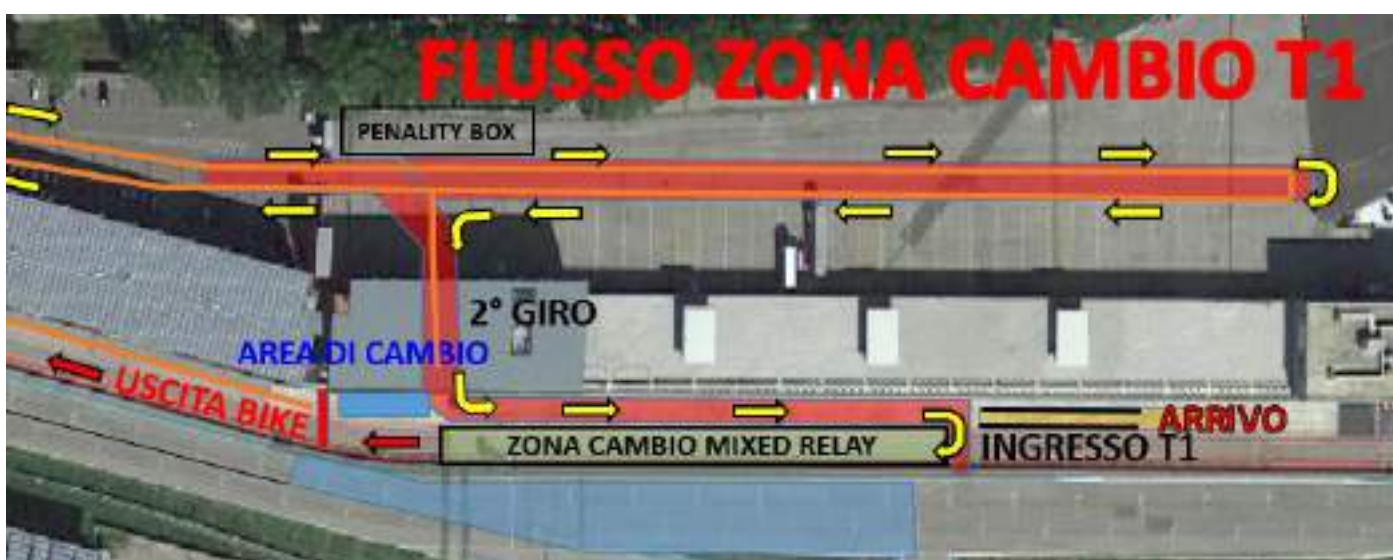 FLUSSO ZONA CAMBIO T1
PENALITY BOX
2° GIRO
AREA DI CAMBIO
USCITA BIKE
ARRIVO
ZONA CAMBIO MIXED RELAY
INGRESSO T1